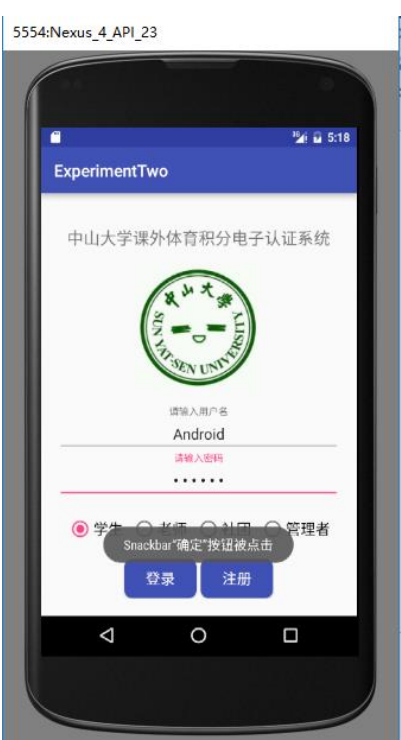 5554:Nexus_4_API_23
5:18
ExperimentTwo
中山大学课外体育积分电子认证系统
中山大学
SUN YAT-SEN UNIVERSITY
请输入用户名
Android
请输入密码
••••••
学生 老师 社团 管理者
Snackbar"确定"按钮被点击
登录 注册